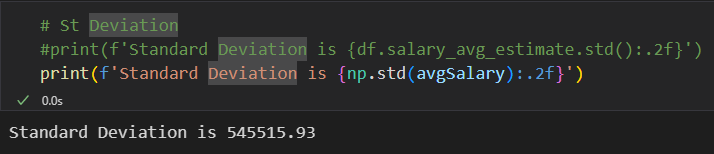 # St Deviation
#print(f'Standard Deviation is {df.salary_avg_estimate.std():.2f}')
print(f'Standard Deviation is {np.std(avgSalary):.2f}')
0.0s
Standard Deviation is 545515.93